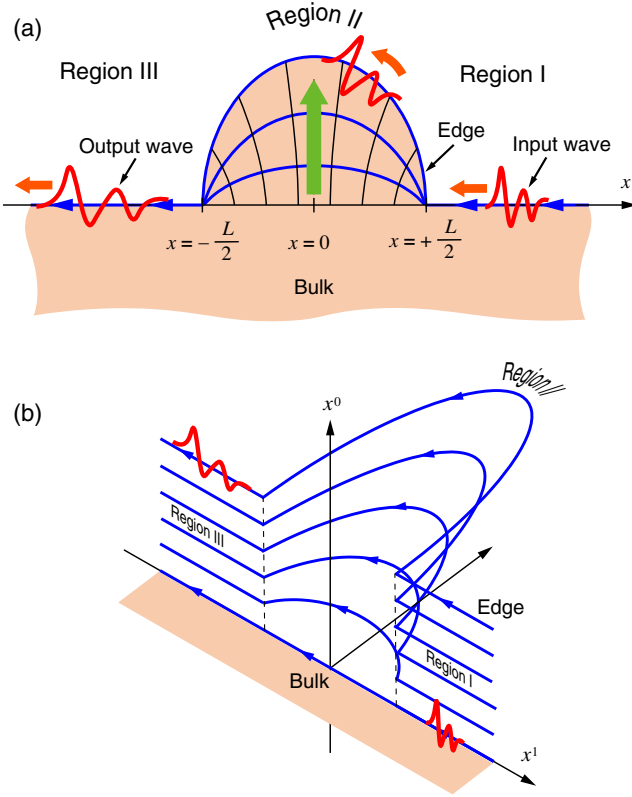 (a)
Region II
Region III
Region I
Output wave
Edge
Input wave
x
x = − L/2
x = 0
x = + L/2
Bulk
(b)
x⁰
Region II
Region III
Edge
Region I
Bulk
x¹